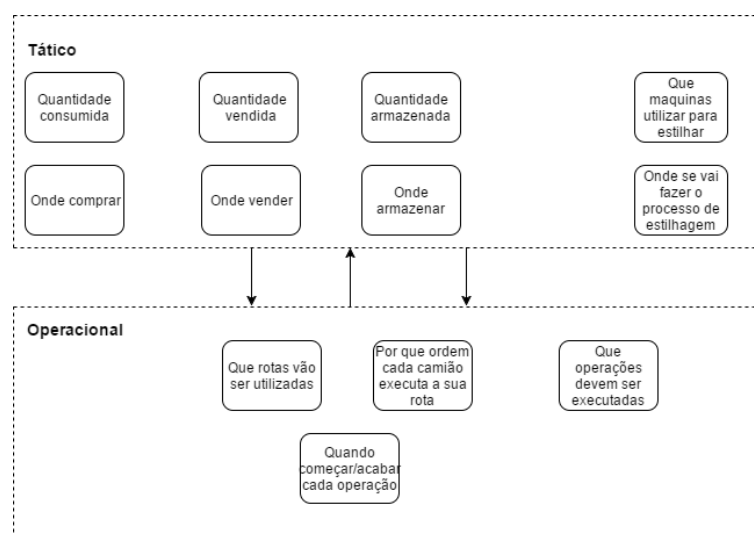 Tático
Quantidade
consumida
Quantidade
vendida
Quantidade
armazenada
Que
maquinas
utilizar para
estilhar
Onde comprar
Onde vender
Onde
armazenar
Onde se vai
fazer o
processo de
estilhagem
Operacional
Que rotas vão
ser utilizadas
Por que ordem
cada camião
executa a sua
rota
Que
operações
devem ser
executadas
Quando
começar/acabar
cada operação